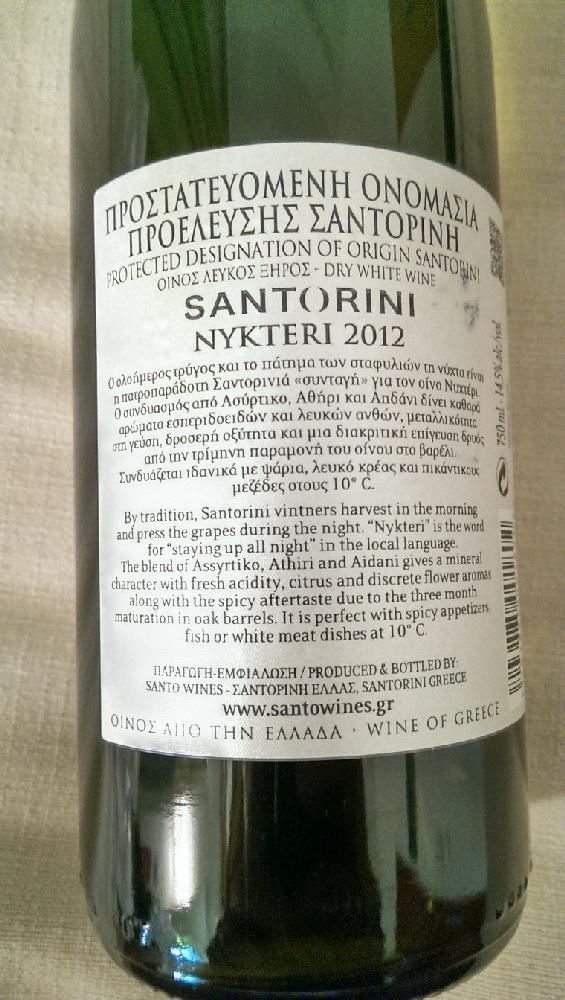 ΠΡΟΣΤΑΤΕΥΟΜΕΝΗ ΟΝΟΜΑΣΙΑ
ΠΡΟΕΛΕΥΣΗΣ ΣΑΝΤΟΡΙΝΗ
PROTECTED DESIGNATION OF ORIGIN SANTORINI
ΟΙΝΟΣ ΛΕΥΚΟΣ ΞΗΡΟΣ - DRY WHITE WINE
SANTORINI
NYKTERI 2012
Ο ολοήμερος τρύγος και το πάτημα των σταφυλιών τη νύχτα είναι
η πατροπαράδοτη Σαντορινιά «συνταγή» για τον οίνο Νυχτέρι.
Ο συνδυασμός από Ασύρτικο, Αθήρι και Αηδάνι δίνει καθαρά
αρώματα εσπεριδοειδών και λευκών ανθών, μεταλλικότητα
στη γεύση, δροσερή οξύτητα και μια διακριτική επίγευση δρυός
από την τρίμηνη παραμονή του οίνου στο βαρέλι.
Συνδυάζεται ιδανικά με ψάρια, λευκό κρέας και πικάντικους
μεζέδες στους 10° C.
By tradition, Santorini vintners harvest in the morning
and press the grapes during the night. "Nykteri" is the word
for "staying up all night" in the local language.
The blend of Assyrtiko, Athiri and Aidani gives a mineral
character with fresh acidity, citrus and discrete flower aromas
along with the spicy aftertaste due to the three month
maturation in oak barrels. It is perfect with spicy appetizers,
fish or white meat dishes at 10° C.
ΠΑΡΑΓΩΓΗ-ΕΜΦΙΑΛΩΣΗ / PRODUCED & BOTTLED BY:
SANTO WINES - ΣΑΝΤΟΡΙΝΗ ΕΛΛΑΣ, SANTORINI GREECE
www.santowines.gr
ΟΙΝΟΣ ΑΠΟ ΤΗΝ ΕΛΛΑΔΑ · WINE OF GREECE
750 ml - 14.5% alc/vol